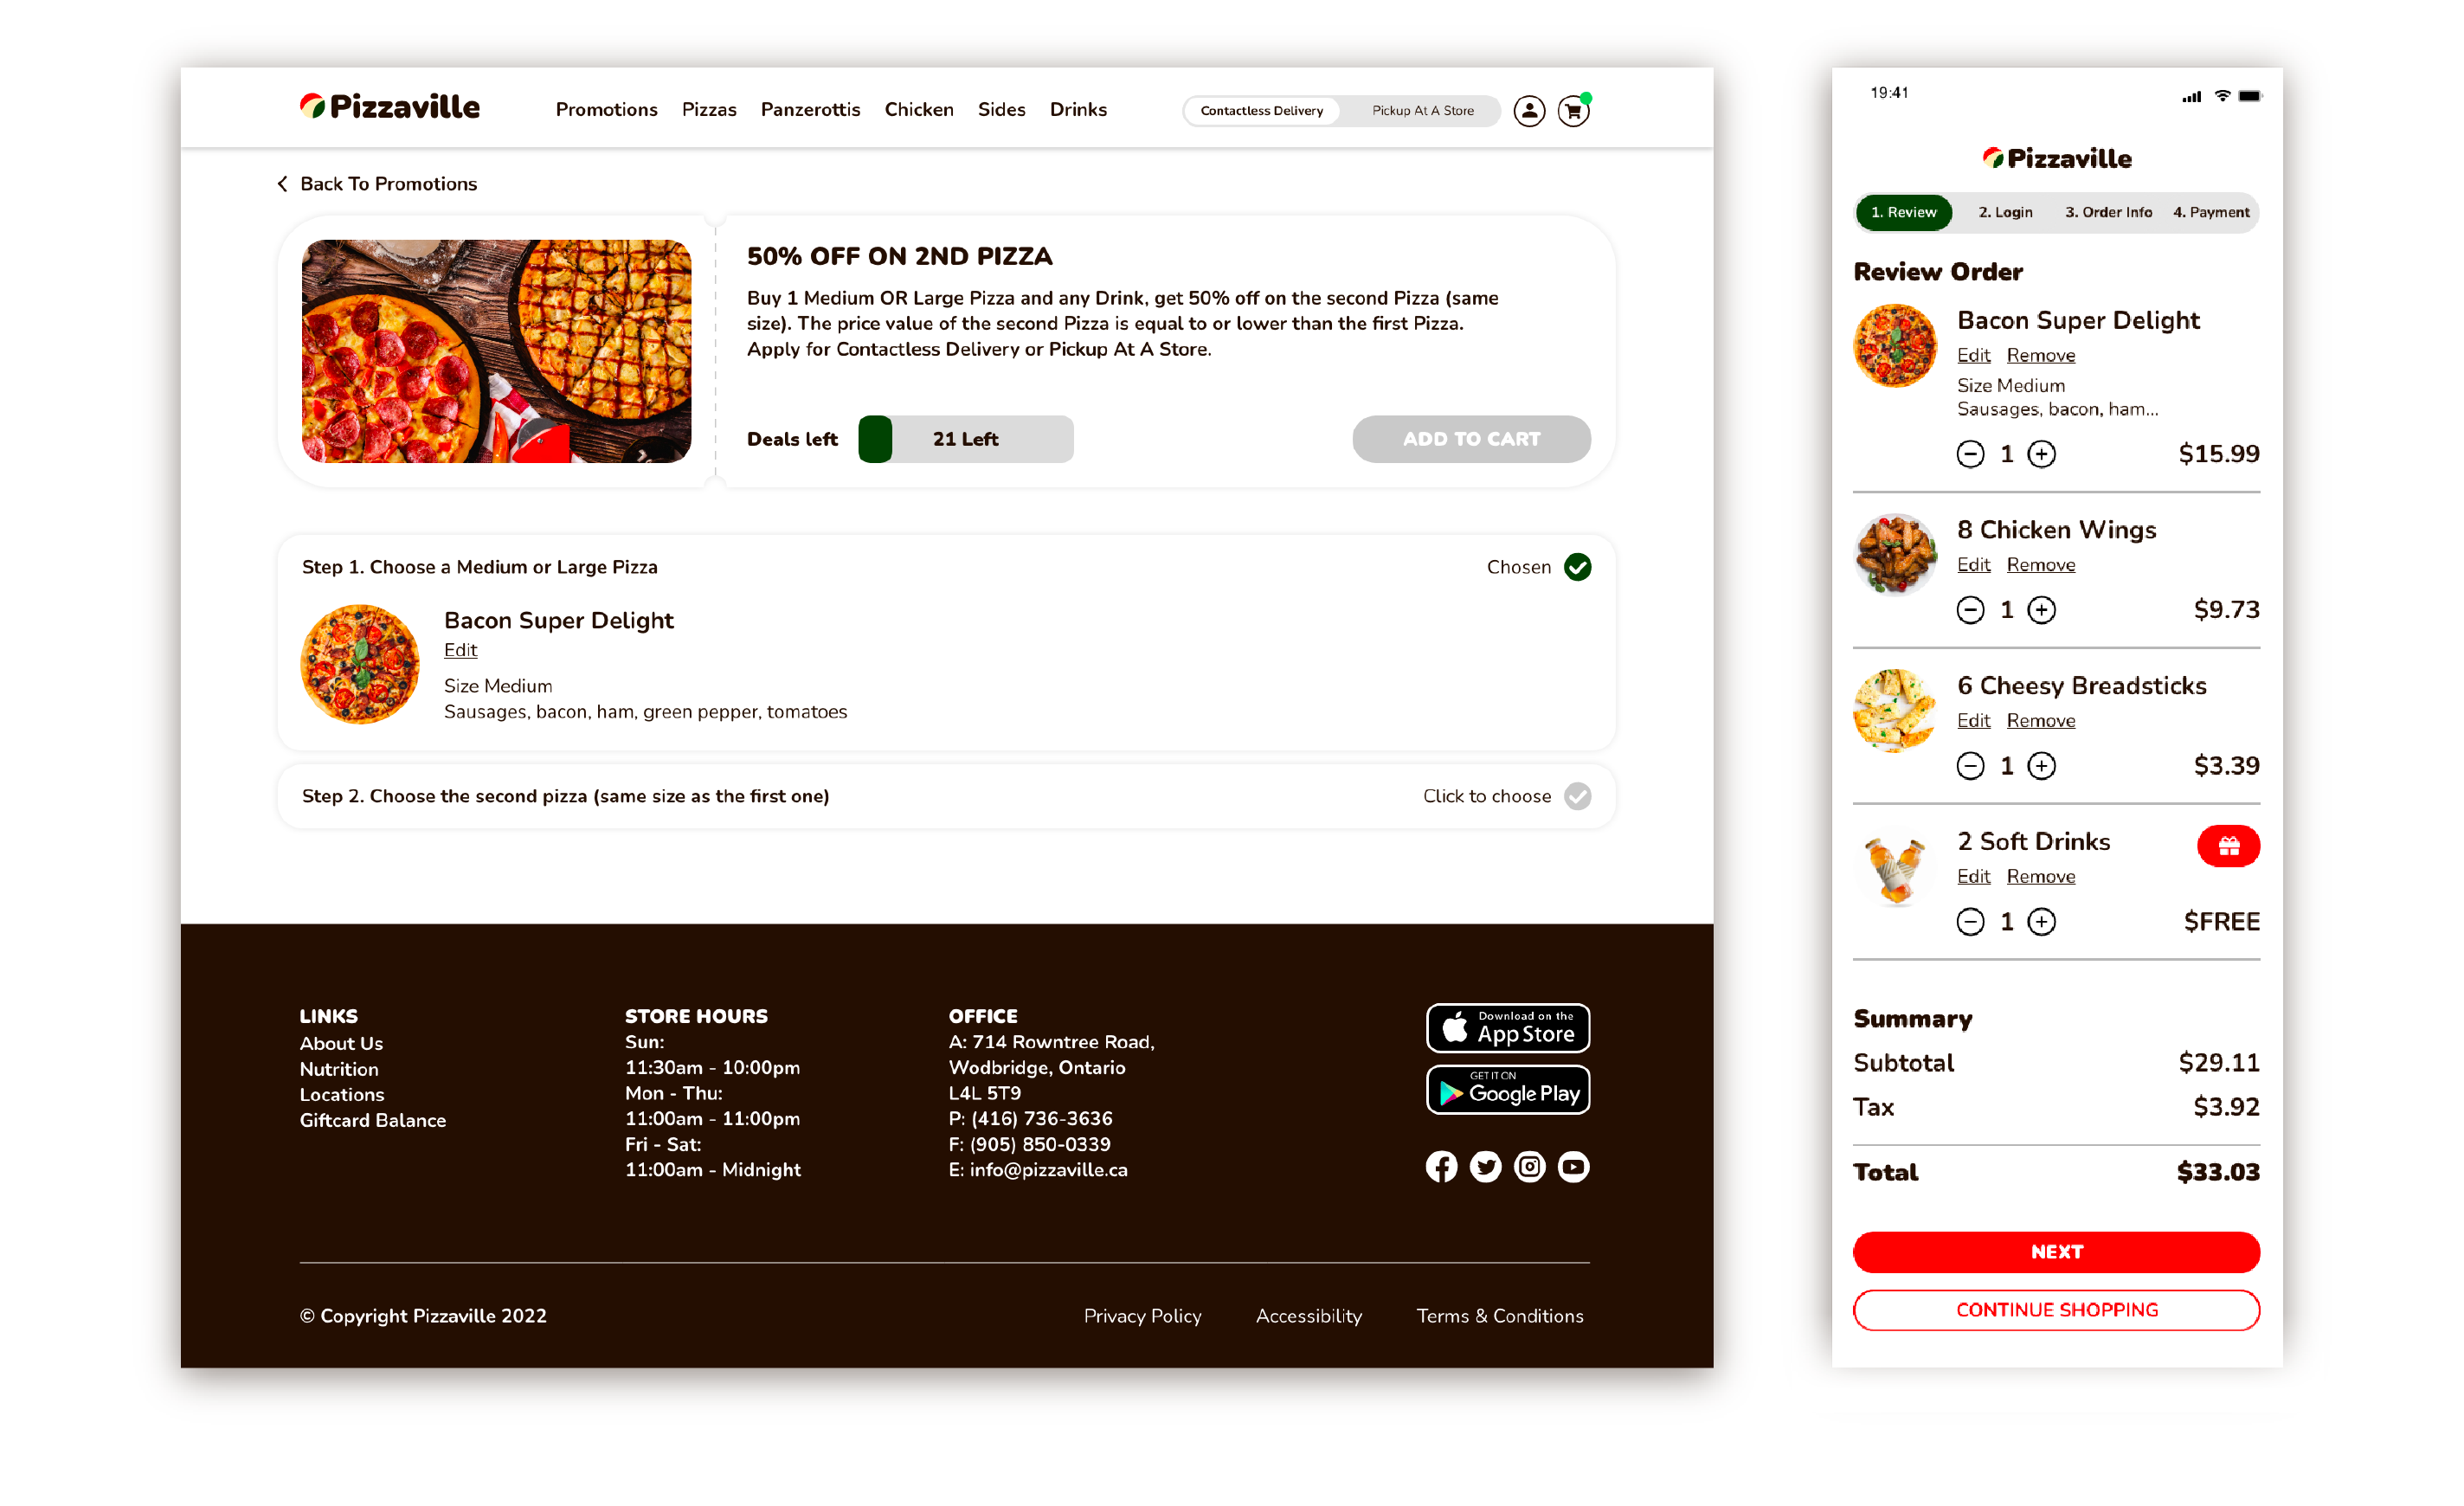 Pizzaville
Promotions Pizzas Panzerottis Chicken Sides Drinks
Contactless Delivery Pickup At A Store
Back To Promotions
50% OFF ON 2ND PIZZA
Buy 1 Medium OR Large Pizza and any Drink, get 50% off on the second Pizza (same
size). The price value of the second Pizza is equal to or lower than the first Pizza.
Apply for Contactless Delivery or Pickup At A Store.
Deals left 21 Left ADD TO CART
Step 1. Choose a Medium or Large Pizza Chosen
Bacon Super Delight
Edit
Size Medium
Sausages, bacon, ham, green pepper, tomatoes
Step 2. Choose the second pizza (same size as the first one) Click to choose
LINKS
About Us
Nutrition
Locations
Giftcard Balance
STORE HOURS
Sun:
11:30am - 10:00pm
Mon - Thu:
11:00am - 11:00pm
Fri - Sat:
11:00am - Midnight
OFFICE
A: 714 Rowntree Road,
Wodbridge, Ontario
L4L 5T9
P: (416) 736-3636
F: (905) 850-0339
E: info@pizzaville.ca
Download on the
App Store
GET IT ON
Google Play
© Copyright Pizzaville 2022 Privacy Policy Accessibility Terms & Conditions
19:41
Pizzaville
1. Review 2. Login 3. Order Info 4. Payment
Review Order
Bacon Super Delight
Edit Remove
Size Medium
Sausages, bacon, ham...
1 $15.99
8 Chicken Wings
Edit Remove
1 $9.73
6 Cheesy Breadsticks
Edit Remove
1 $3.39
2 Soft Drinks
Edit Remove
1 $FREE
Summary
Subtotal $29.11
Tax $3.92
Total $33.03
NEXT
CONTINUE SHOPPING